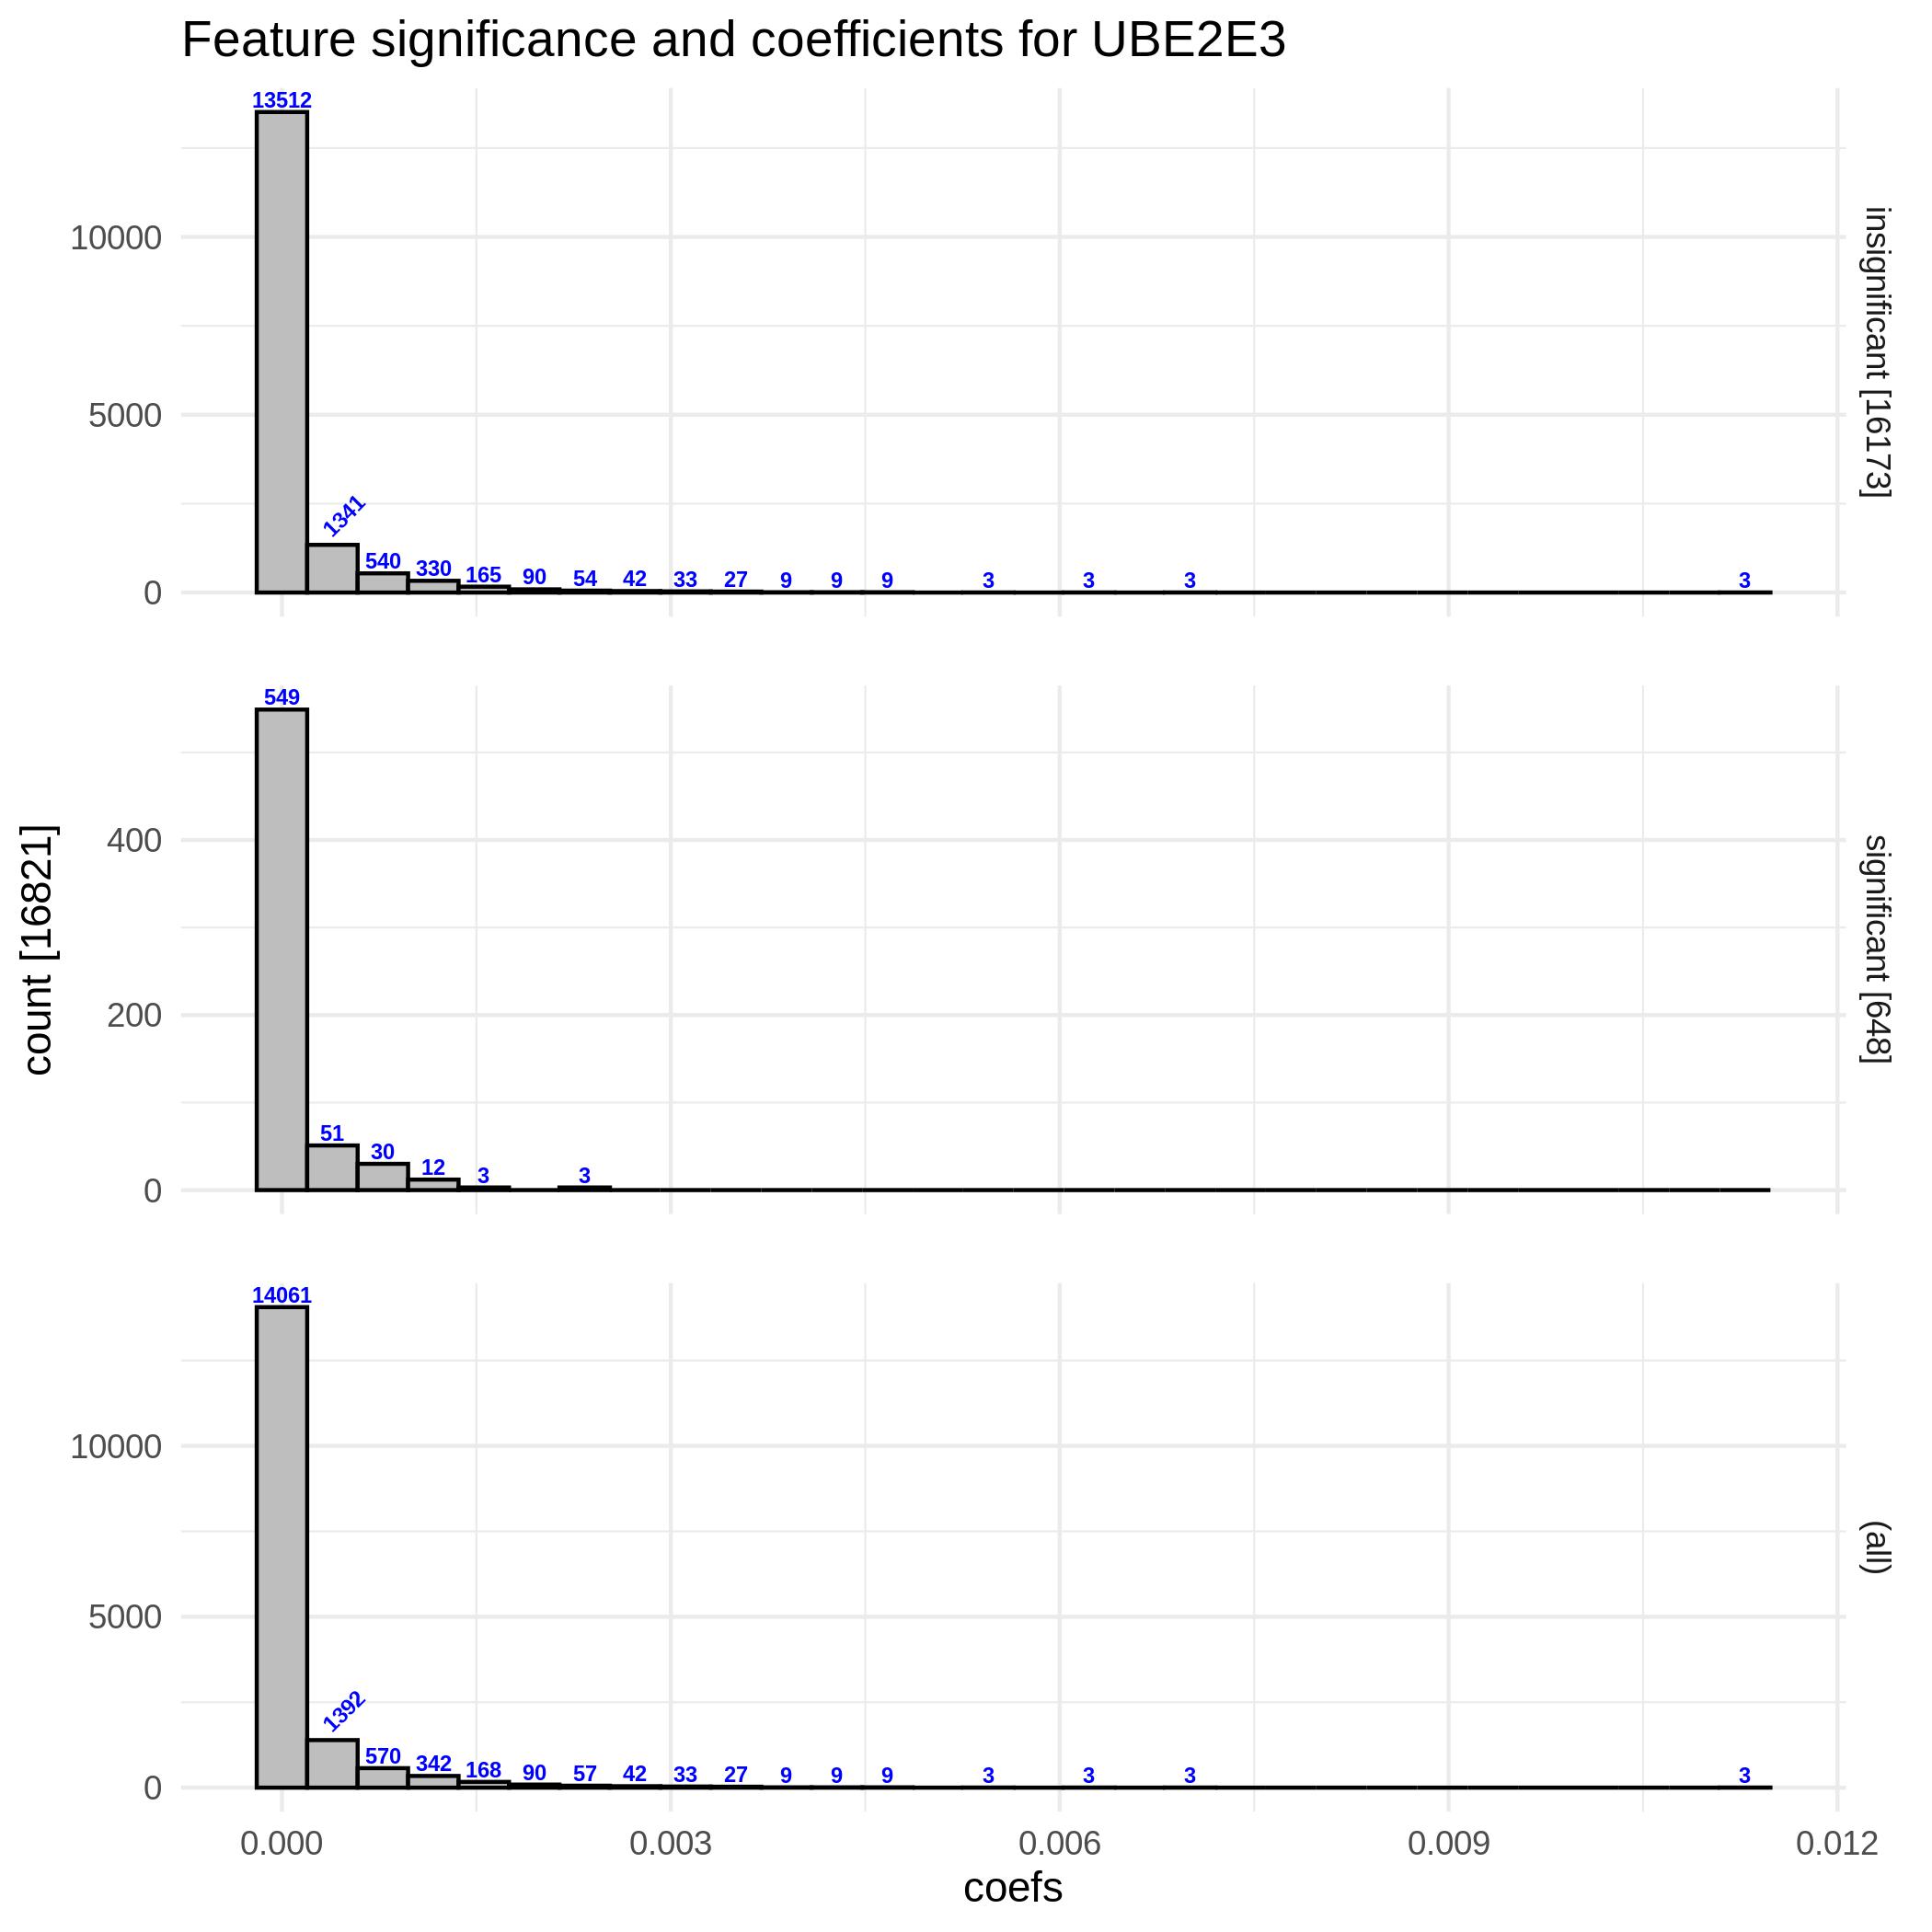 Feature significance and coefficients for UBE2E3
13512
1341
540 330 165 90 54 42 33 27 9 9 9 3 3 3 3
10000
5000
0
insignificant [16173]
549
51
30
12
3
3
400
200
0
significant [648]
count [16821]
14061
1392
570 342 168 90 57 42 33 27 9 9 9 3 3 3 3
10000
5000
0
(all)
0.000 0.003 0.006 0.009 0.012
coefs